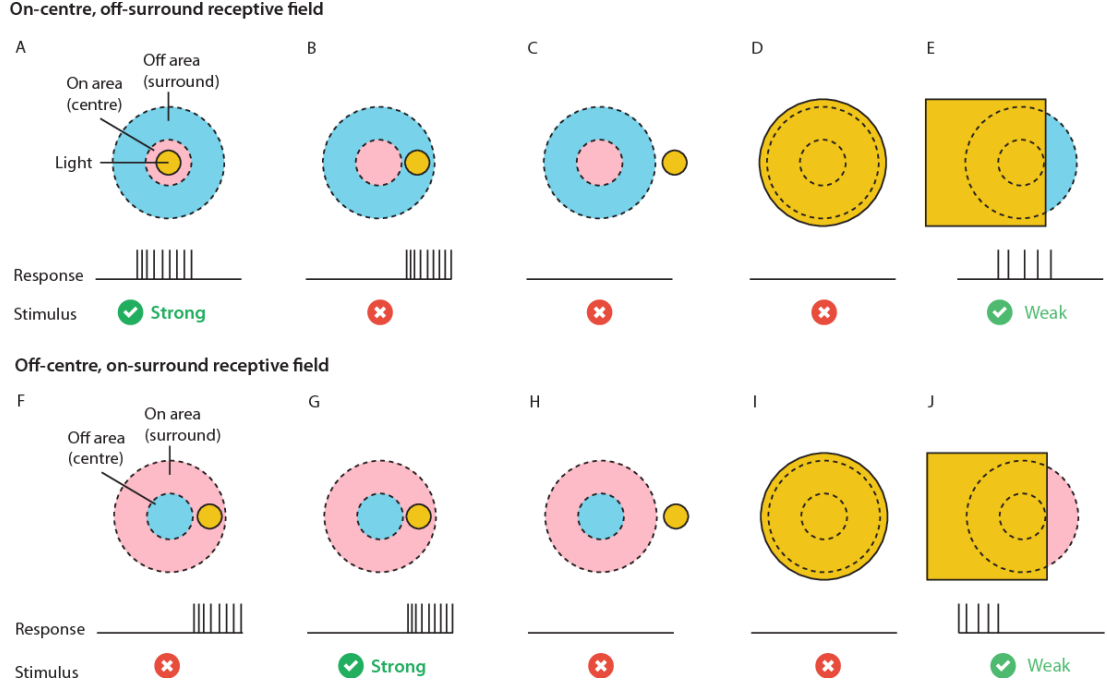 On-centre, off-surround receptive field
A
B
C
D
E
Off area
(surround)
On area
(centre)
Light
Response
Stimulus
Strong
Weak
Off-centre, on-surround receptive field
F
G
H
I
J
On area
(surround)
Off area
(centre)
Response
Stimulus
Strong
Weak